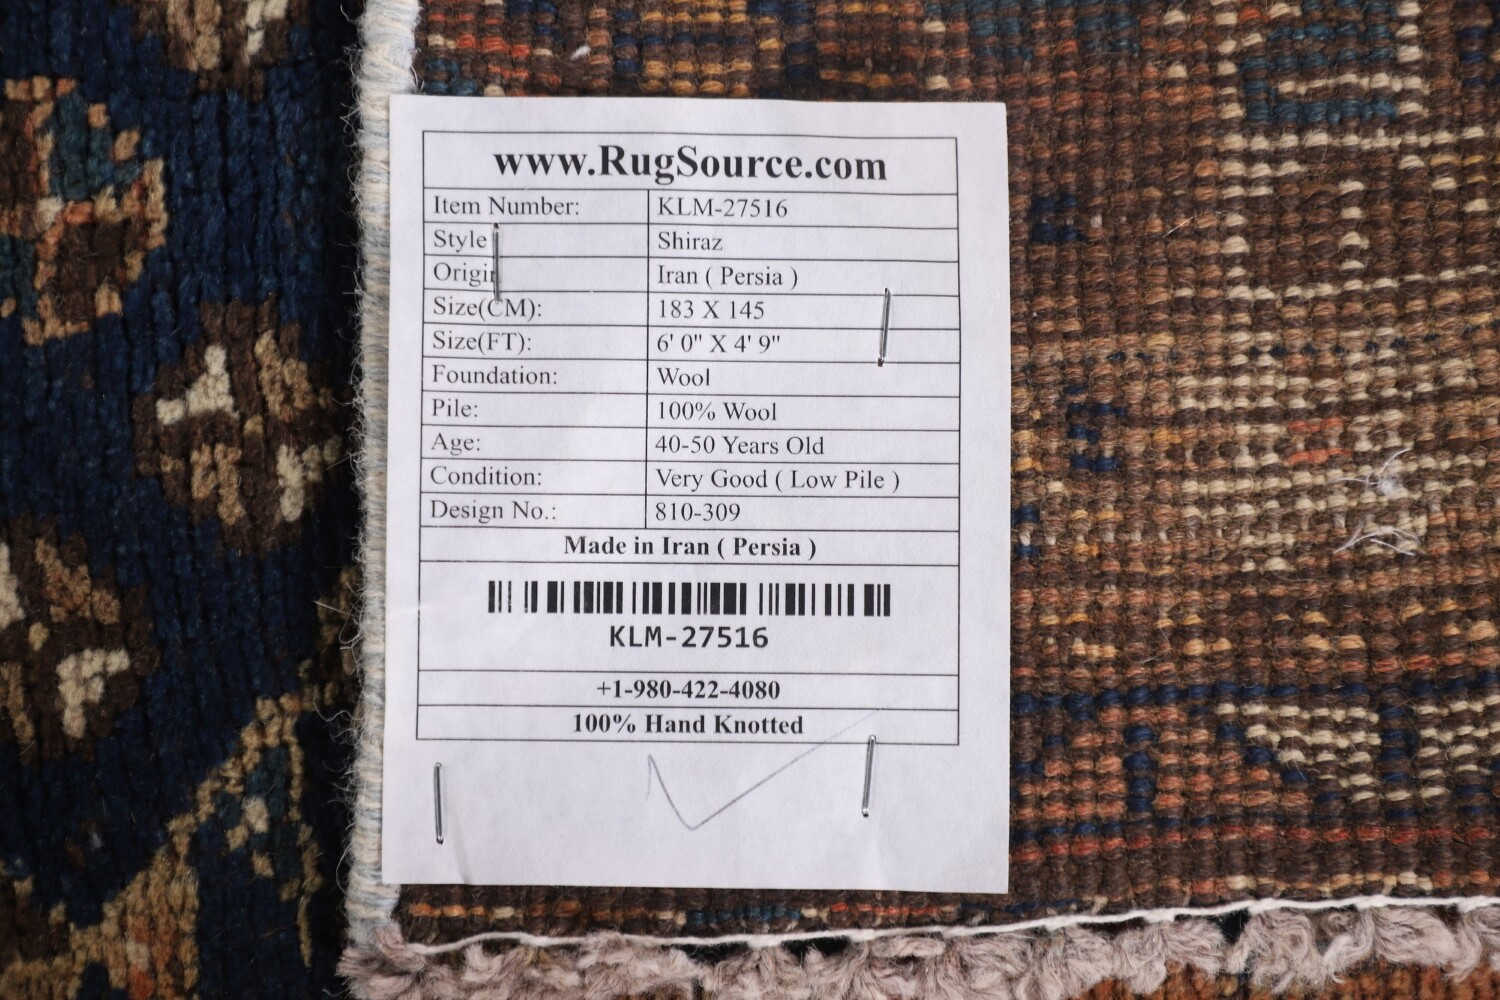 www.RugSource.com
Item Number: KLM-27516
Style Shiraz
Origin Iran ( Persia )
Size(CM): 183 X 145
Size(FT): 6' 0" X 4' 9"
Foundation: Wool
Pile: 100% Wool
Age: 40-50 Years Old
Condition: Very Good ( Low Pile )
Design No.: 810-309
Made in Iran ( Persia )
KLM-27516
+1-980-422-4080
100% Hand Knotted